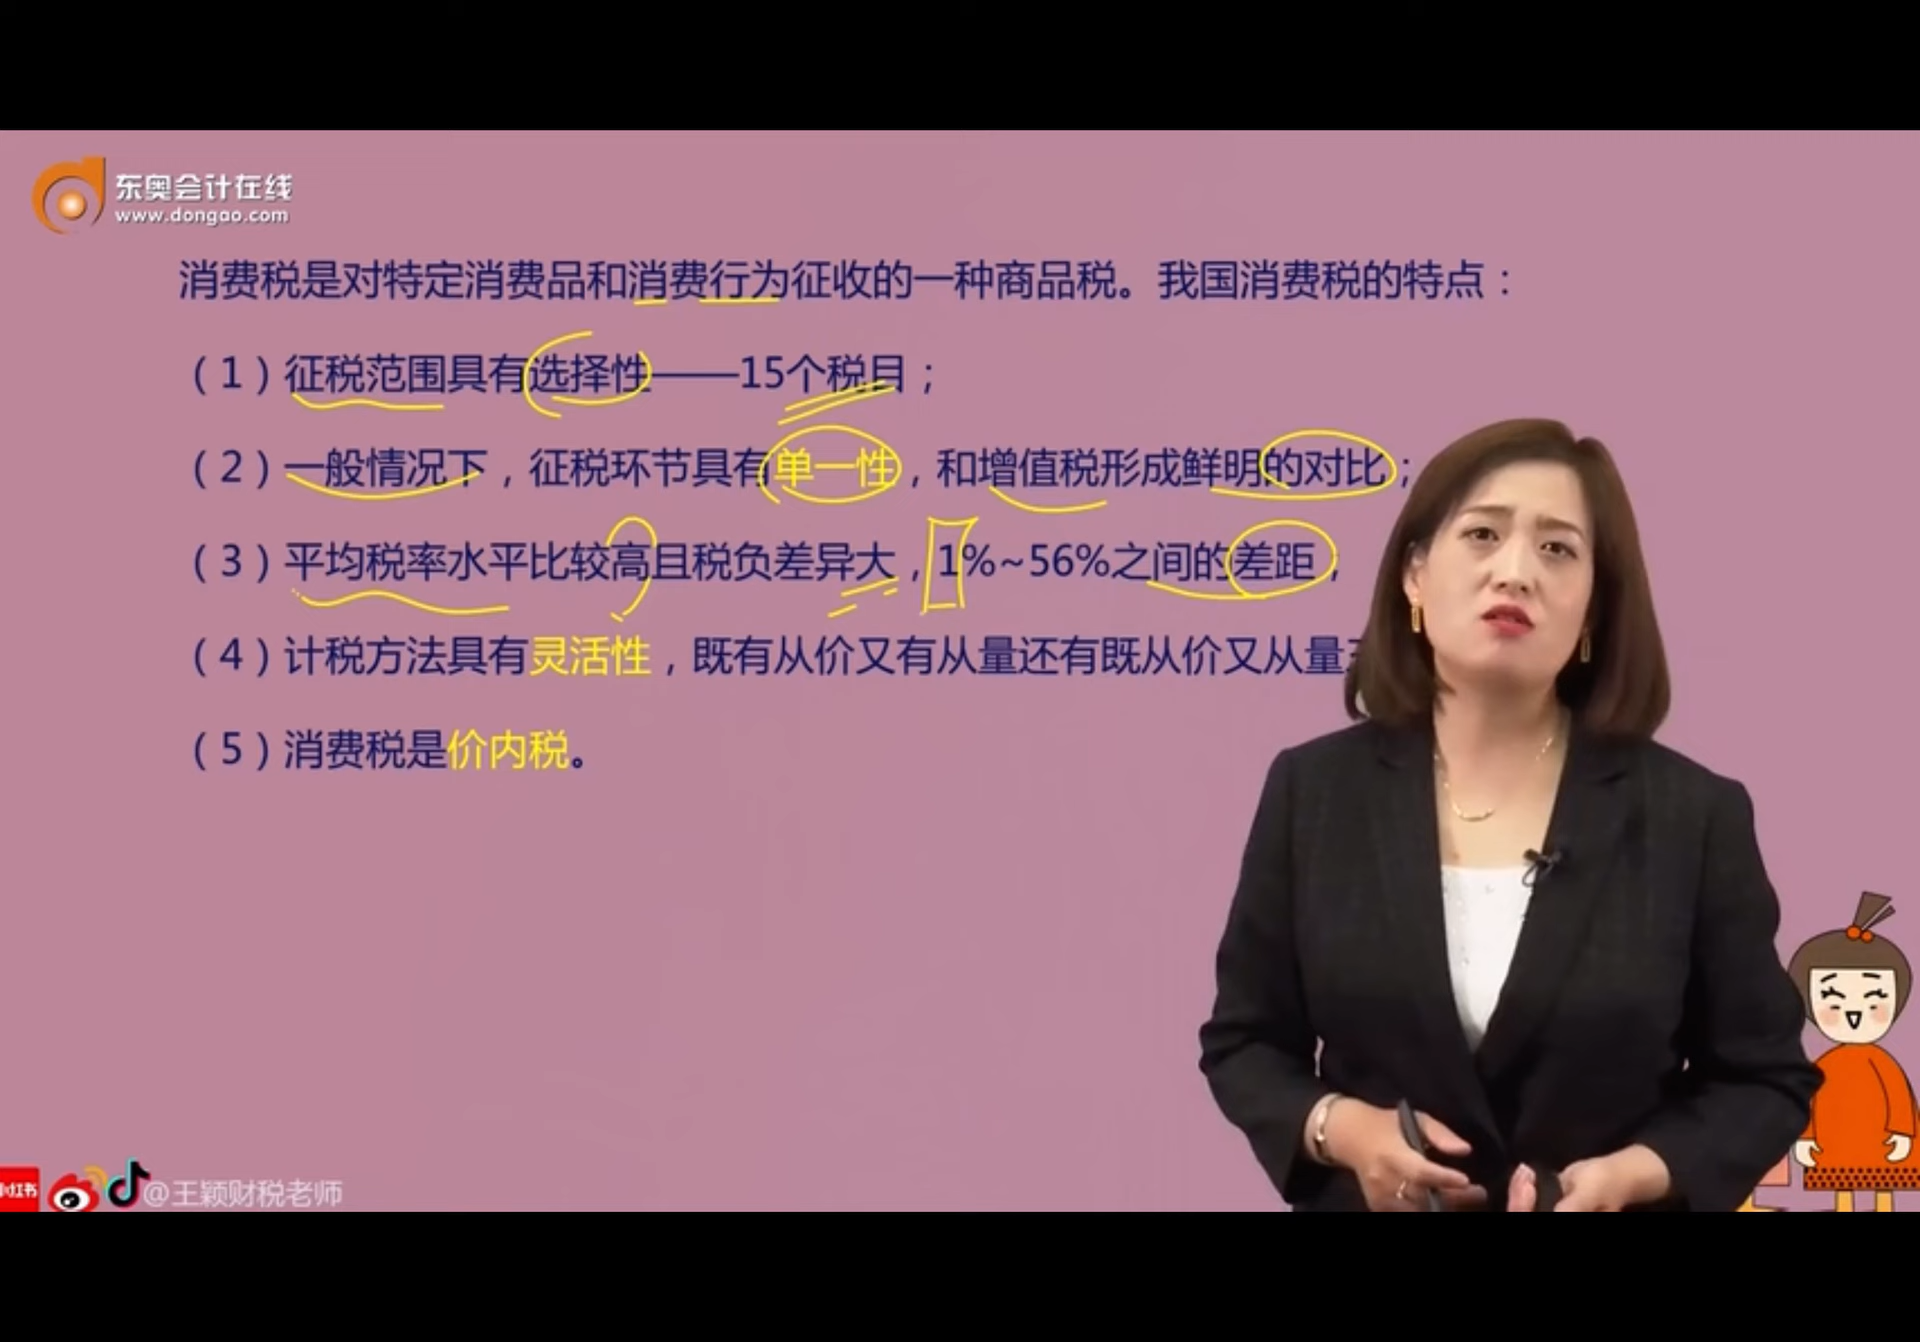 东奥会计在线
www.dongao.com
消费税是对特定消费品和消费行为征收的一种商品税。我国消费税的特点：
（1）征税范围具有选择性——15个税目；
（2）一般情况下，征税环节具有单一性，和增值税形成鲜明的对比；
（3）平均税率水平比较高且税负差异大，1%~56%之间的差距；
（4）计税方法具有灵活性，既有从价又有从量还有既从价又从量
（5）消费税是价内税。
小红书
@王颖财税老师